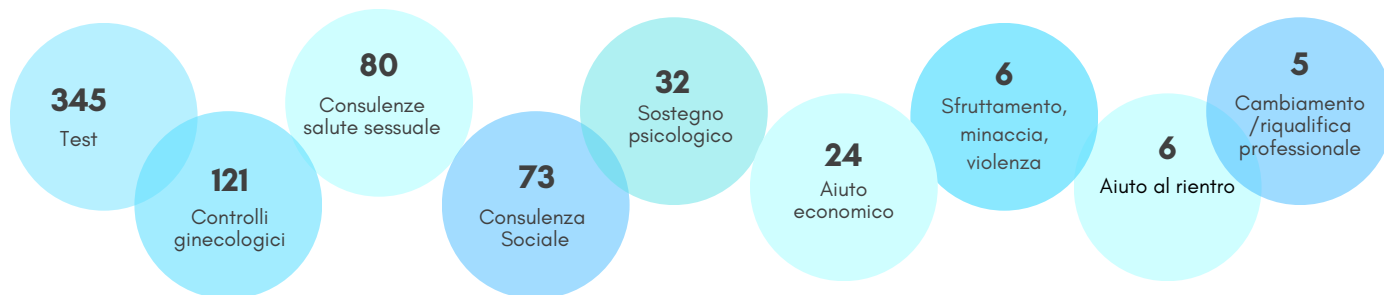 345
Test
121
Controlli
ginecologici
80
Consulenze
salute sessuale
73
Consulenza
Sociale
32
Sostegno
psicologico
24
Aiuto
economico
6
Sfruttamento,
minaccia,
violenza
6
Aiuto al rientro
5
Cambiamento
/riqualifica
professionale